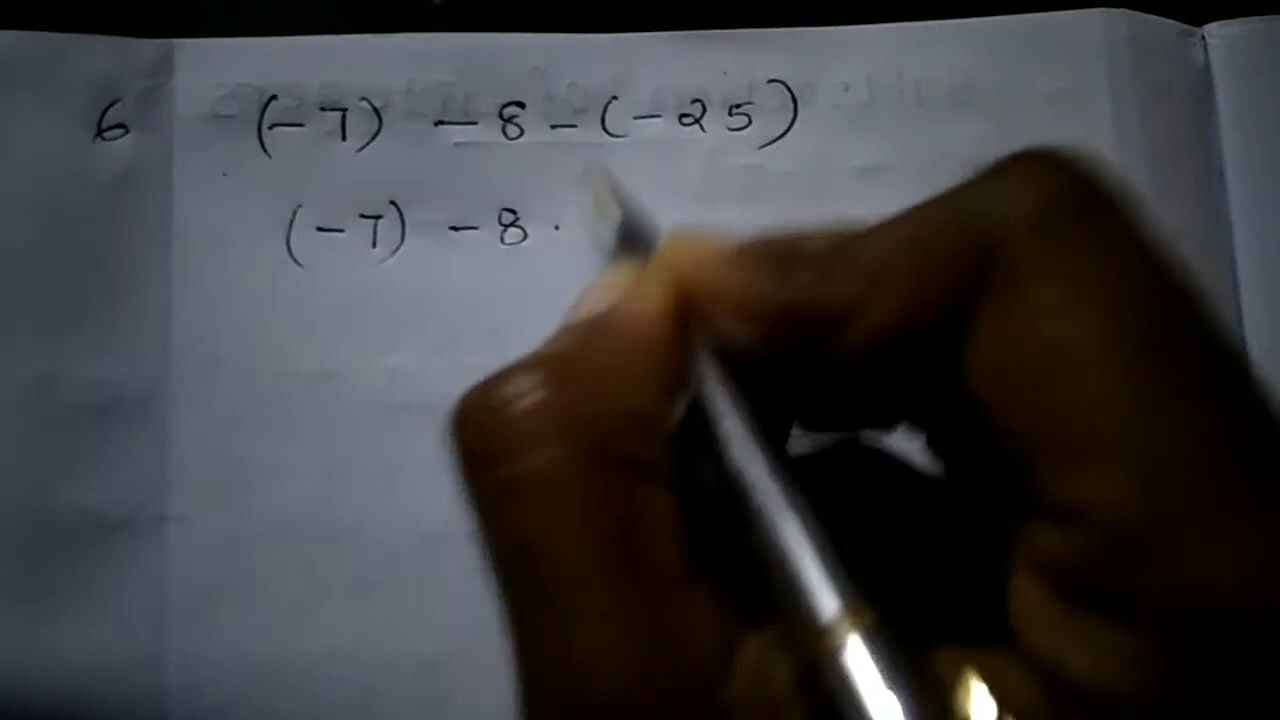 6 (-7) - 8 - (-25)
(-7) - 8